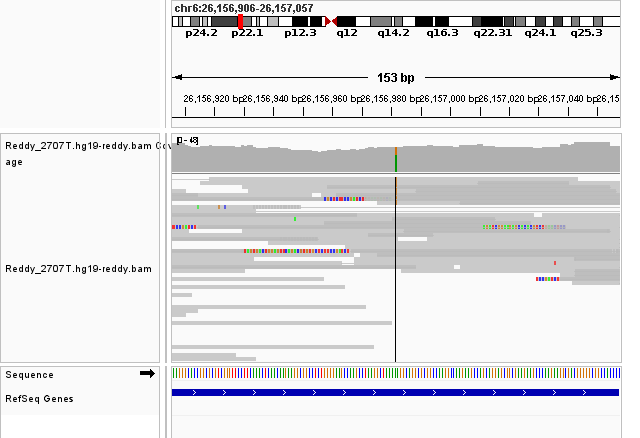 chr6:26,156,906-26,157,057
p24.2 p22.1 p12.3 q12 q14.2 q16.3 q22.31 q24.1 q25.3
153 bp
26,156,920 bp 26,156,940 bp 26,156,960 bp 26,156,980 bp 26,157,000 bp 26,157,020 bp 26,157,040 bp 26,15
Reddy_2707T.hg19-reddy.bam Cov
age
Reddy_2707T.hg19-reddy.bam
Sequence
RefSeq Genes